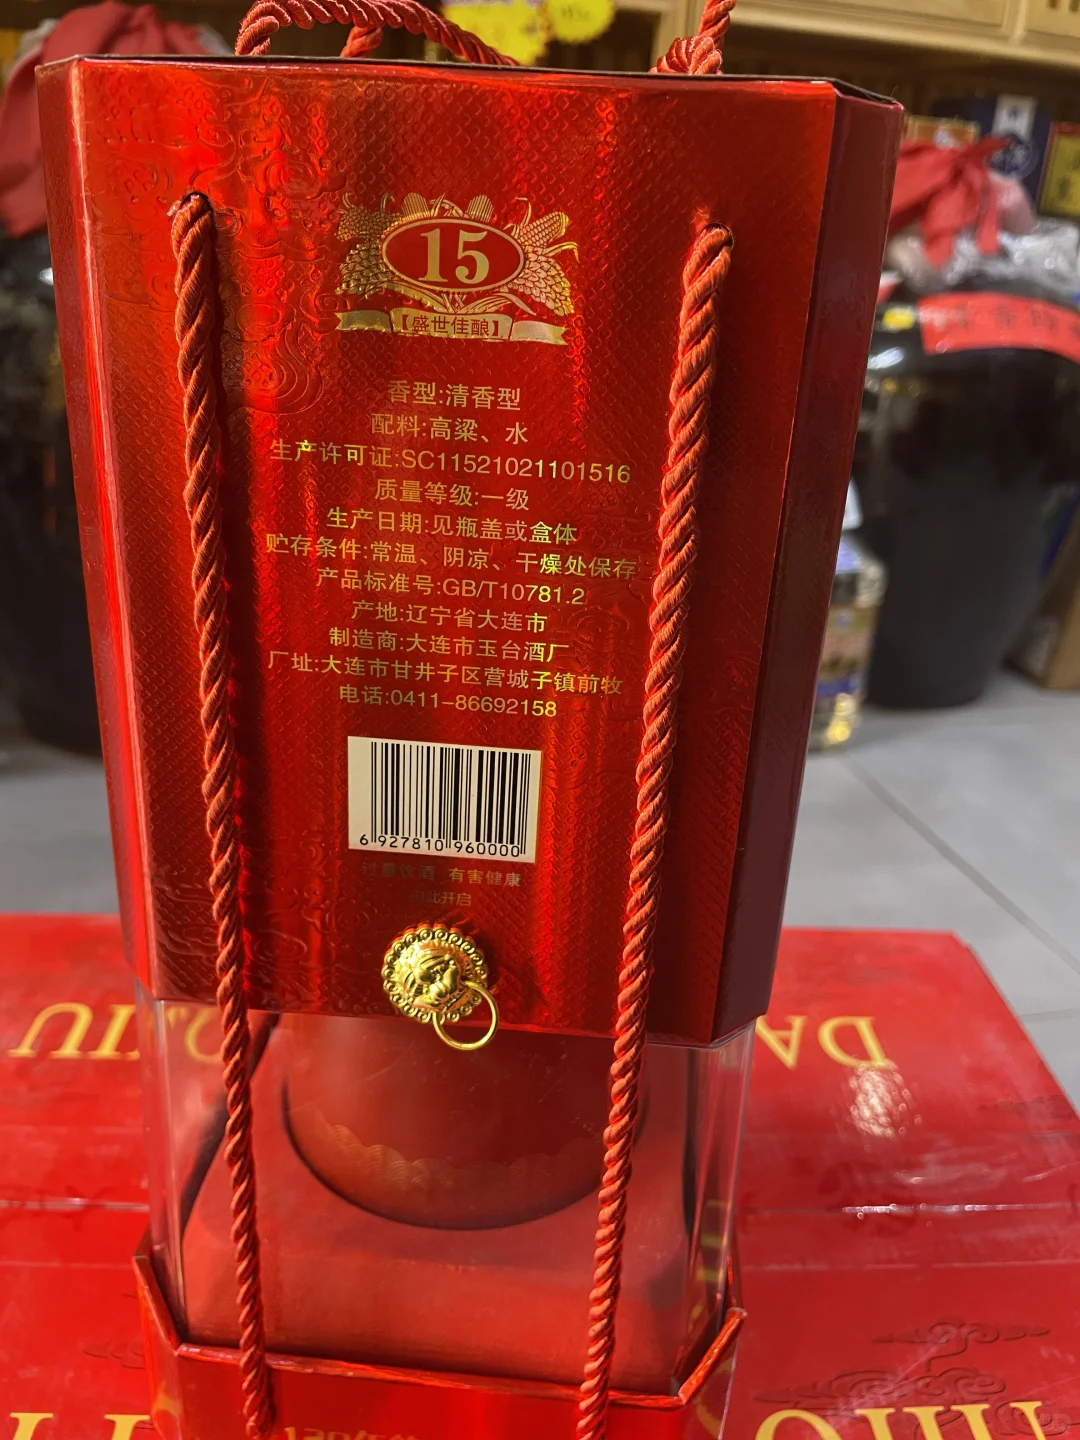 15
【盛世佳酿】
香型:清香型
配料:高粱、水
生产许可证:SC11521021101516
质量等级:一级
生产日期:见瓶盖或盒体
贮存条件:常温、阴凉、干燥处保存
产品标准号:GB/T10781.2
产地:辽宁省大连市
制造商:大连市玉台酒厂
厂址:大连市甘井子区营城子镇前牧
电话:0411-86692158
6 927810 960000
过量饮酒 有害健康
由此开启
DA